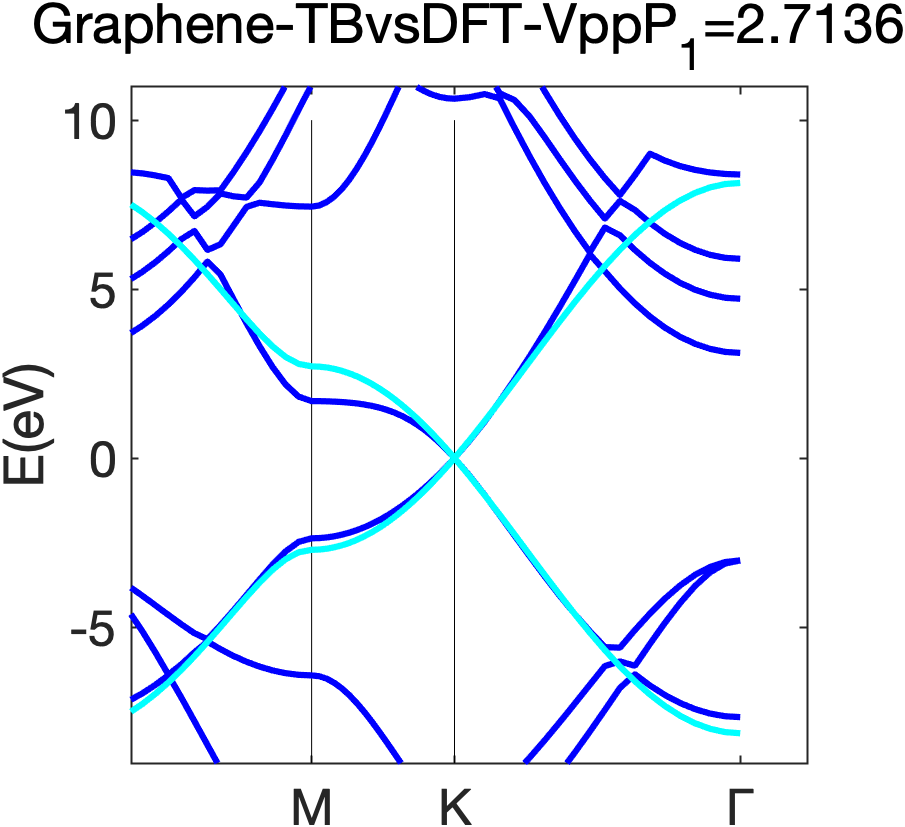 Graphene-TBvsDFT-VppP₁=2.7136
10
5
0
-5
E(eV)
M K Γ